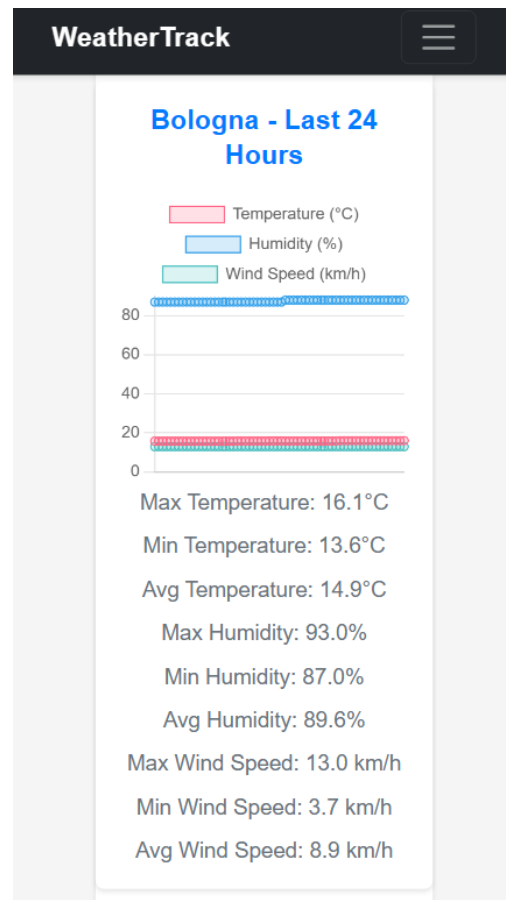 WeatherTrack
Bologna - Last 24
Hours
Temperature (°C)
Humidity (%)
Wind Speed (km/h)
80
60
40
20
0
Max Temperature: 16.1°C
Min Temperature: 13.6°C
Avg Temperature: 14.9°C
Max Humidity: 93.0%
Min Humidity: 87.0%
Avg Humidity: 89.6%
Max Wind Speed: 13.0 km/h
Min Wind Speed: 3.7 km/h
Avg Wind Speed: 8.9 km/h